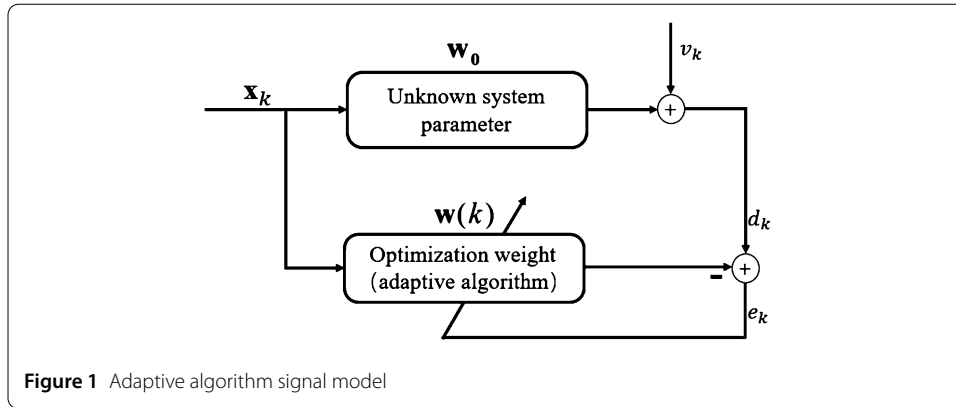 w₀
vₖ
xₖ
Unknown system
parameter
+
w(k)
dₖ
Optimization weight
(adaptive algorithm)
-
+
eₖ
Figure 1 Adaptive algorithm signal model